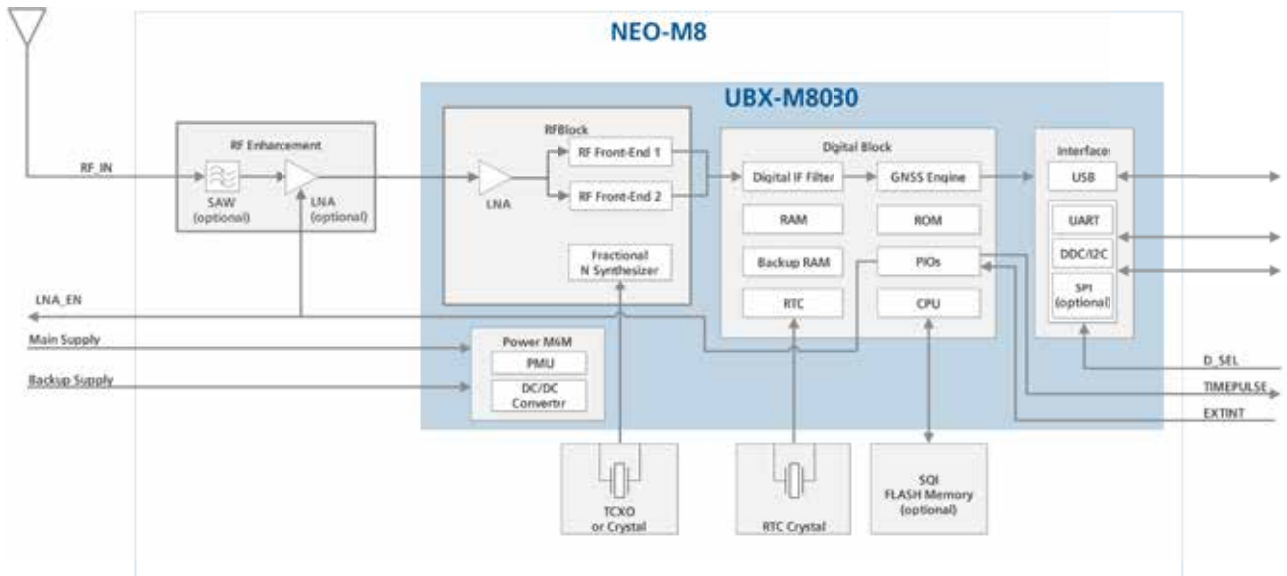 NEO-M8
UBX-M8030
RF Enharcement
SAW
(optional)
LNA
(optional)
RF_IN
RFBlock
LNA
RF Front-End 1
RF Front-End 2
Fractional
N Synthesizer
Digital Block
Digital IF Filter
GNSS Engine
RAM
ROM
Backup RAM
PIOs
RTC
CPU
Interface
USB
UART
DDC/I2C
SPI
(optional)
LNA_EN
Main Supply
Backup Supply
Power M4M
PMU
DC/DC
Converter
D_SEL
TIMEPULSE
EXTINT
TCXO
or Crystal
RTC Crystal
SQI
FLASH Memory
(optional)